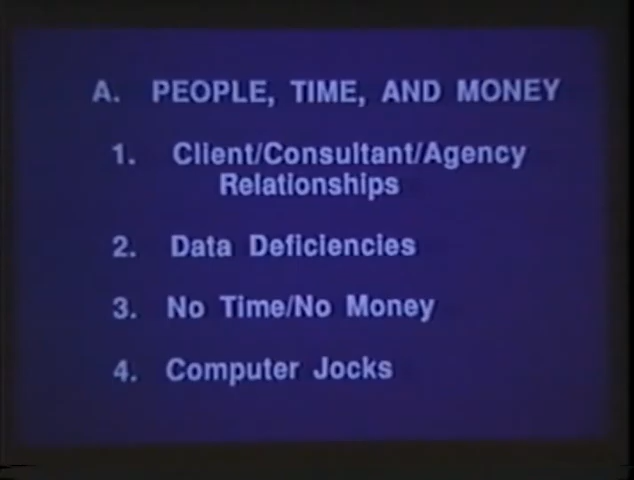 A. PEOPLE, TIME, AND MONEY
1. Client/Consultant/Agency
Relationships
2. Data Deficiencies
3. No Time/No Money
4. Computer Jocks